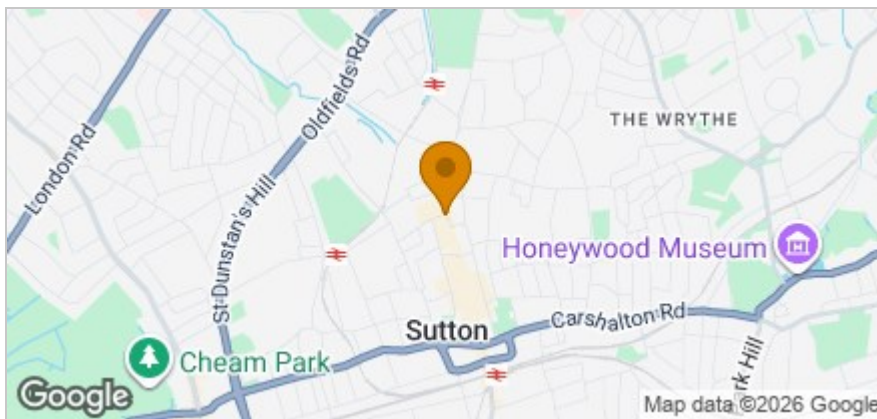 London Rd
Oldfields Rd
THE WRYTHE
St Dunstan's Hill
Honeywood Museum
Sutton
Carshalton Rd
Cheam Park
Hill
Google
Map data ©2026 Google